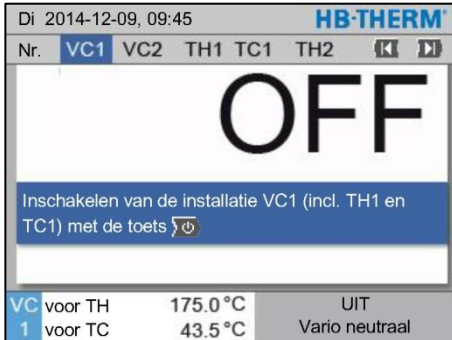 Di 2014-12-09, 09:45 HB-THERM®
Nr. VC1 VC2 TH1 TC1 TH2
OFF
Inschakelen van de installatie VC1 (incl. TH1 en
TC1) met de toets
VC voor TH 175.0 °C UIT
1 voor TC 43.5 °C Vario neutraal